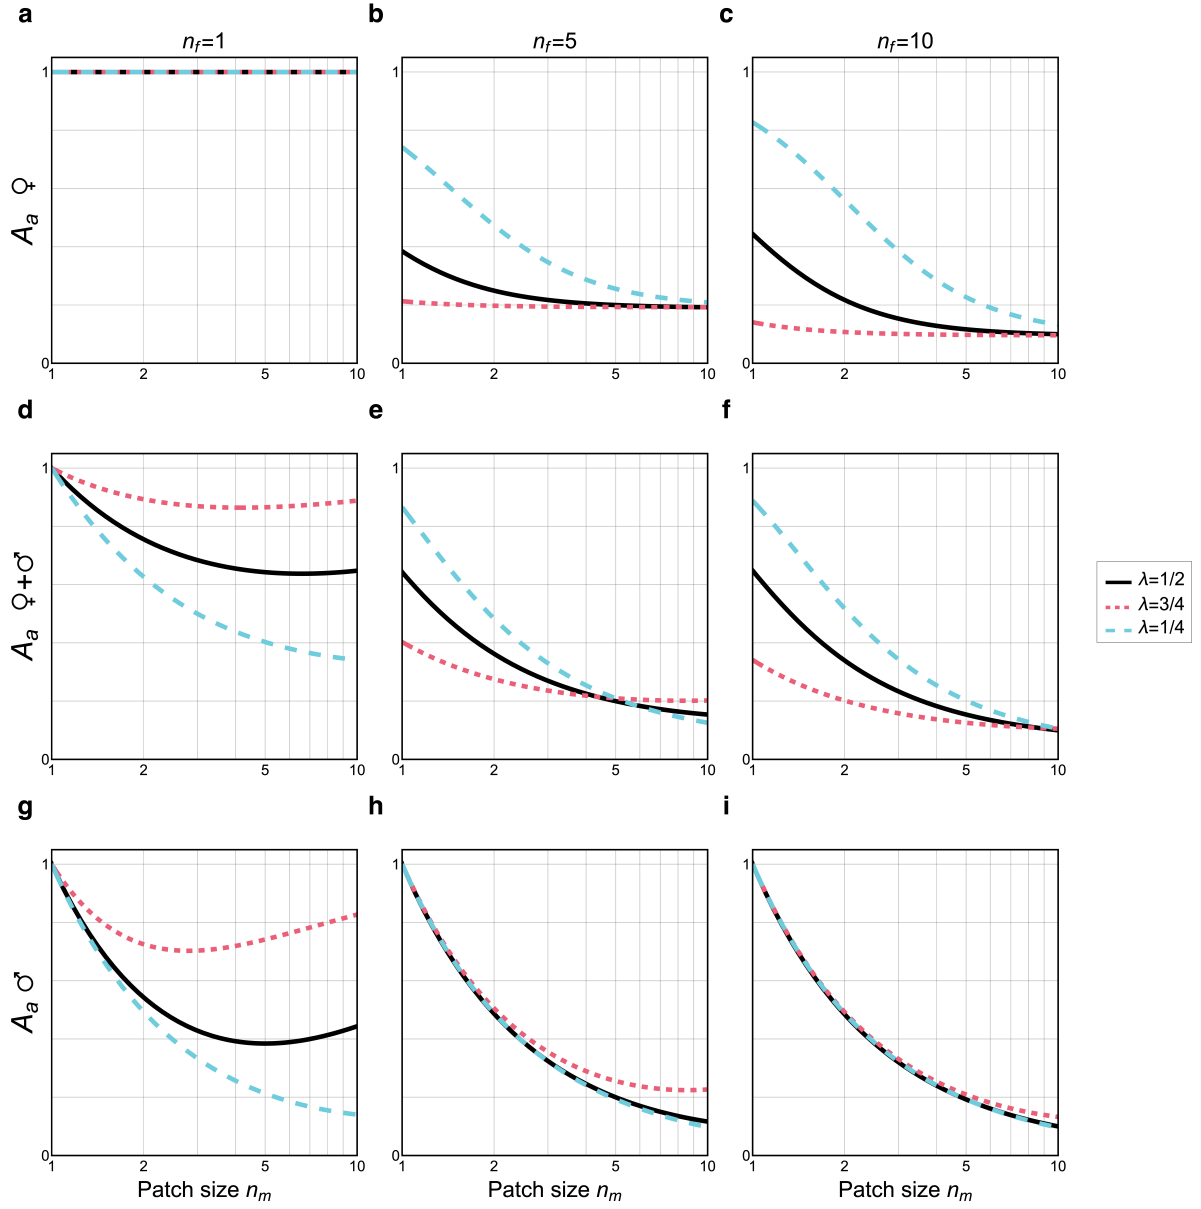 a b c
n_f=1 n_f=5 n_f=10
A_a ♀
1 1 1
0 0 0
1 2 5 10 1 2 5 10 1 2 5 10
d e f
A_a ♀+♂
1 1 1
0 0 0
1 2 5 10 1 2 5 10 1 2 5 10
λ=1/2
λ=3/4
λ=1/4
g h i
A_a ♂
1 1 1
0 0 0
1 2 5 10 1 2 5 10 1 2 5 10
Patch size n_m Patch size n_m Patch size n_m